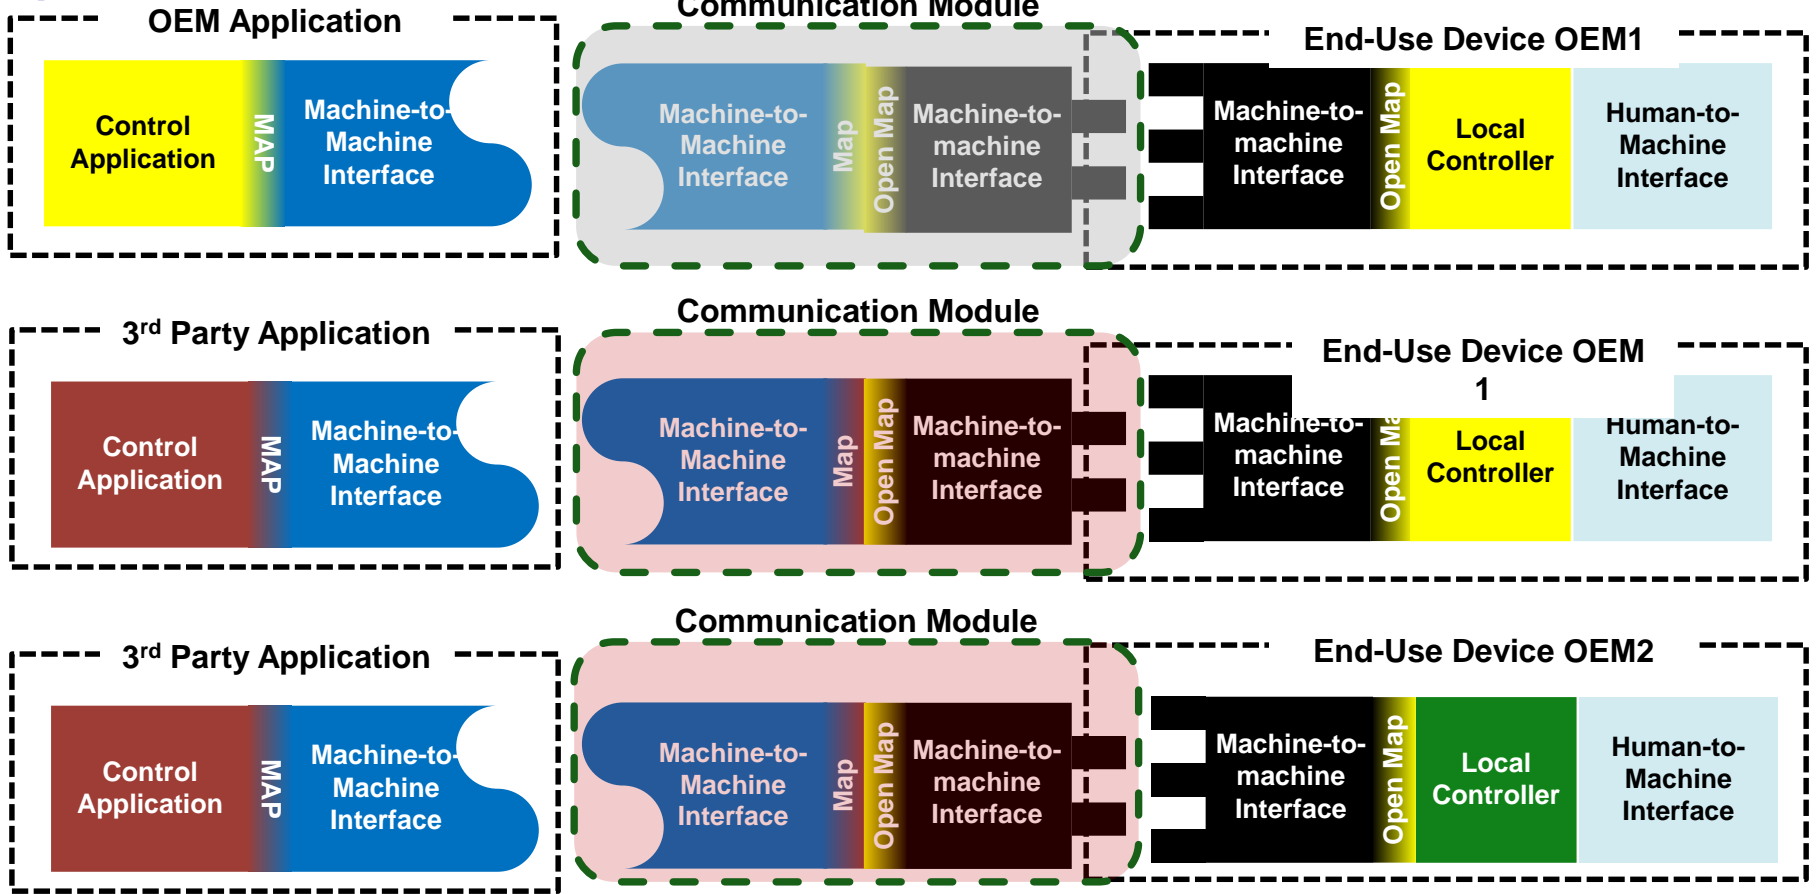 Communication Module
OEM Application
End-Use Device OEM1
Control
Application
MAP
Machine-to-
Machine
Interface
Machine-to-
Machine
Interface
Map
Open Map
Machine-to-
machine
Interface
Machine-to-
machine
Interface
Open Map
Local
Controller
Human-to-
Machine
Interface
Communication Module
3rd Party Application
End-Use Device OEM
1
Control
Application
MAP
Machine-to-
Machine
Interface
Machine-to-
Machine
Interface
Map
Open Map
Machine-to-
machine
Interface
Machine-to-
machine
Interface
Open Ma
Local
Controller
Human-to-
Machine
Interface
Communication Module
3rd Party Application
End-Use Device OEM2
Control
Application
MAP
Machine-to-
Machine
Interface
Machine-to-
Machine
Interface
Map
Open Map
Machine-to-
machine
Interface
Machine-to-
machine
Interface
Open Map
Local
Controller
Human-to-
Machine
Interface